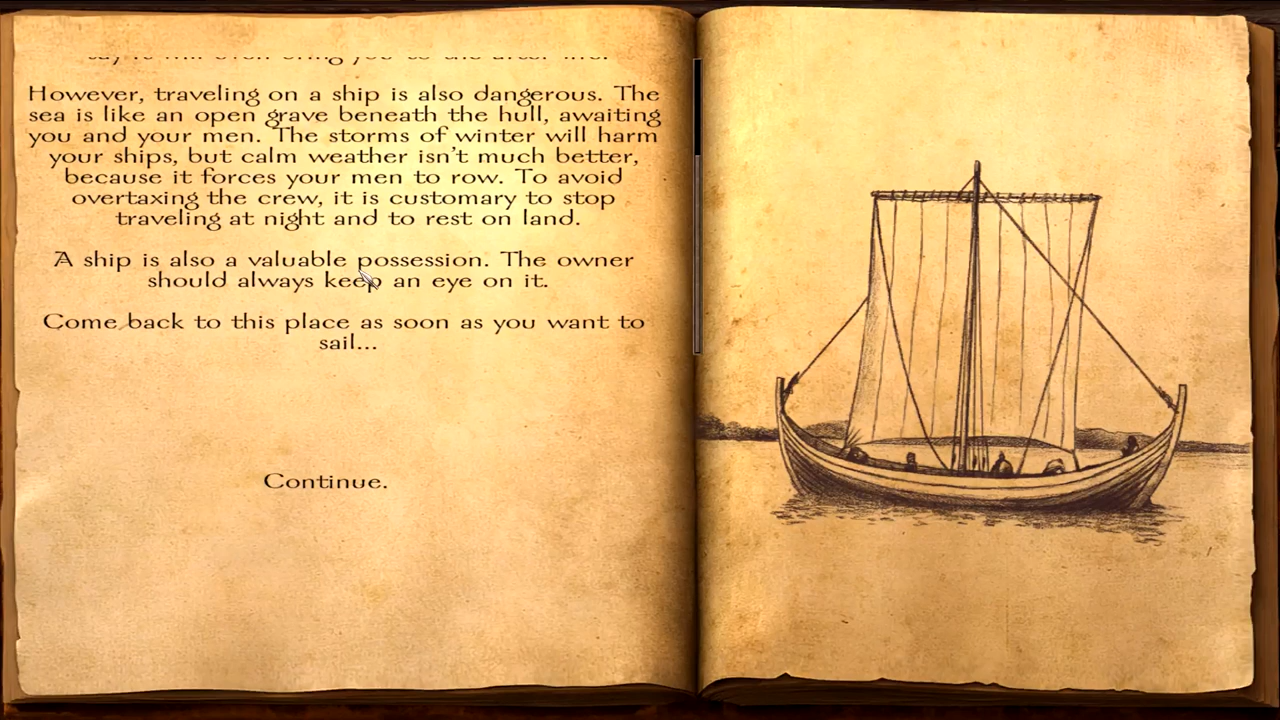 However, traveling on a ship is also dangerous. The
sea is like an open grave beneath the hull, awaiting
you and your men. The storms of winter will harm
your ships, but calm weather isn't much better,
because it forces your men to row. To avoid
overtaxing the crew, it is customary to stop
traveling at night and to rest on land.
A ship is also a valuable possession. The owner
should always keep an eye on it.
Come back to this place as soon as you want to
sail...
Continue.